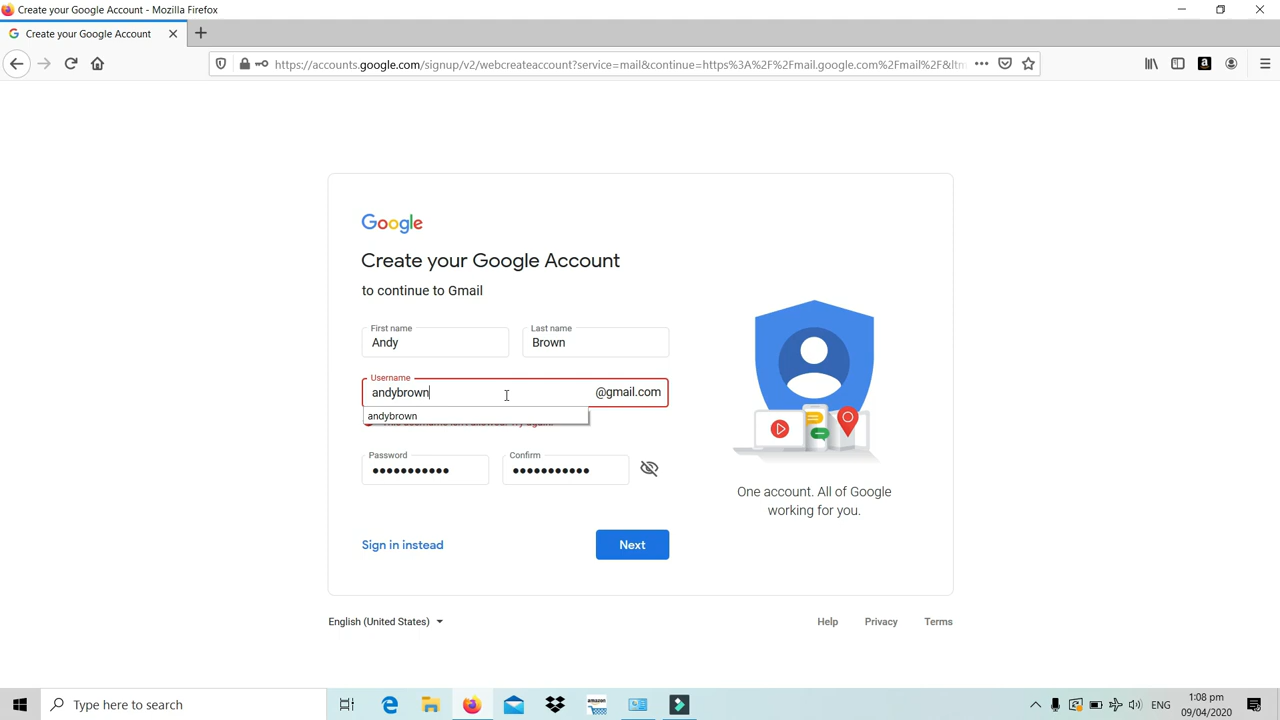 Create your Google Account - Mozilla Firefox
Create your Google Account
https://accounts.google.com/signup/v2/webcreateaccount?service=mail&continue=https%3A%2F%2Fmail.google.com%2Fmail%2F&ltm
Google
Create your Google Account
to continue to Gmail
First name
Andy
Last name
Brown
Username
andybrown
@gmail.com
andybrown
Password
Confirm
Sign in instead
Next
One account. All of Google
working for you.
English (United States)
Help
Privacy
Terms
Type here to search
amazon
ENG
1:08 pm
09/04/2020